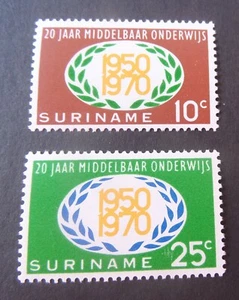 20 JAAR MIDDELBAAR ONDERWIJS
1950
1970
10c
SURINAME
20 JAAR MIDDELBAAR ONDERWIJS
1950
1970
25c
SURINAME